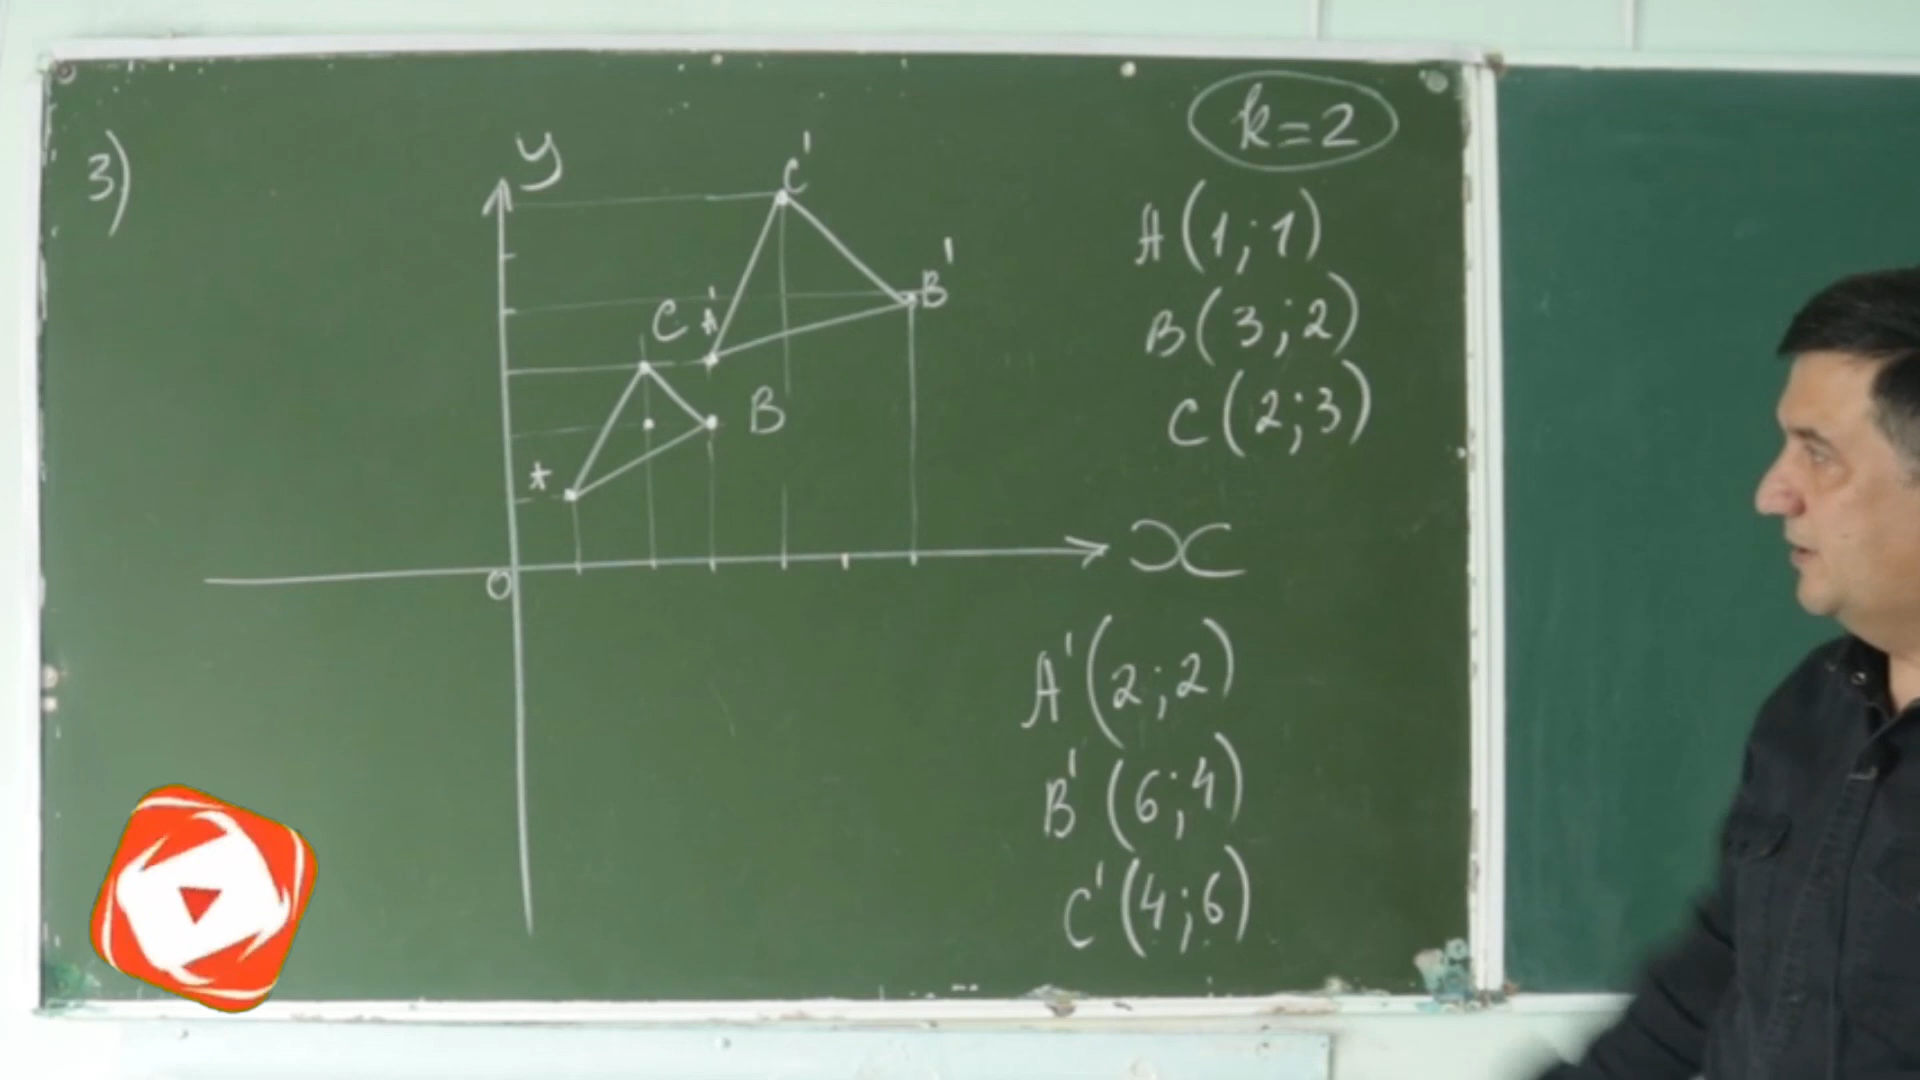 3)
y
k=2
C'
A(1;1)
B'
B(3;2)
C A'
C(2;3)
B
A
x
O
A'(2;2)
B'(6;4)
C'(4;6)